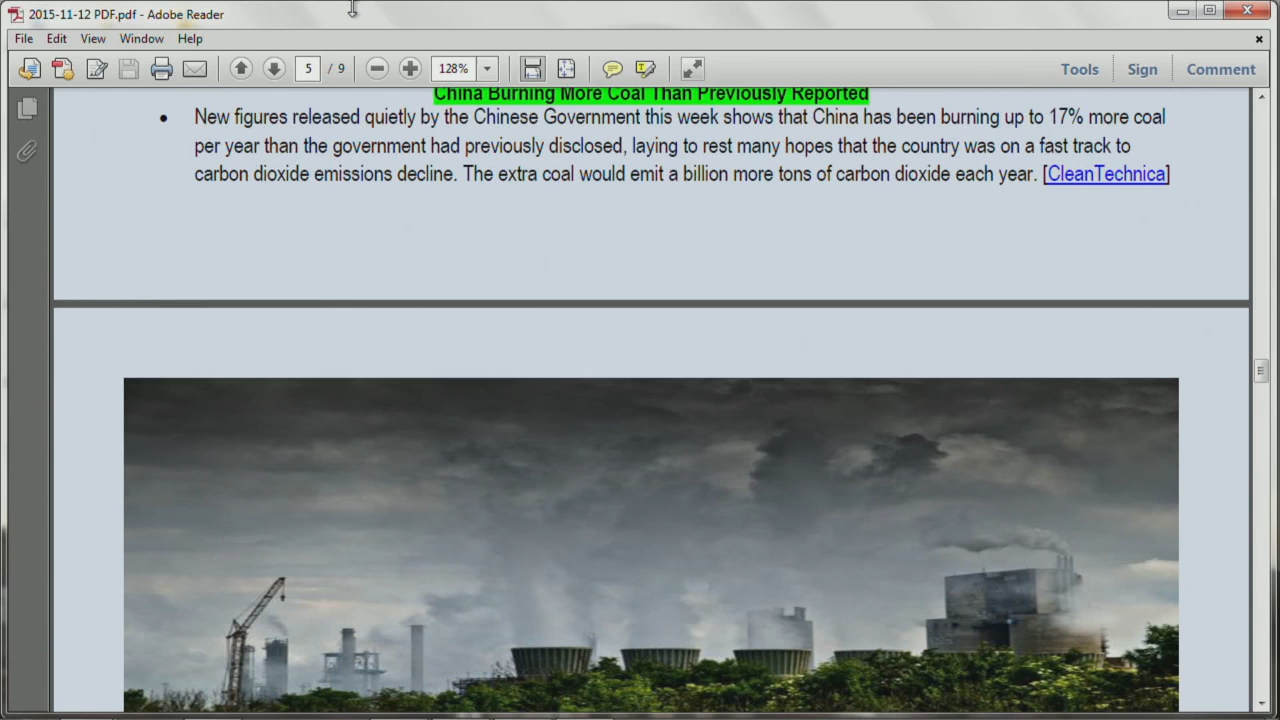 2015-11-12 PDF.pdf - Adobe Reader
File Edit View Window Help
5 / 9 128% Tools Sign Comment
China Burning More Coal Than Previously Reported
• New figures released quietly by the Chinese Government this week shows that China has been burning up to 17% more coal
per year than the government had previously disclosed, laying to rest many hopes that the country was on a fast track to
carbon dioxide emissions decline. The extra coal would emit a billion more tons of carbon dioxide each year. [CleanTechnica]